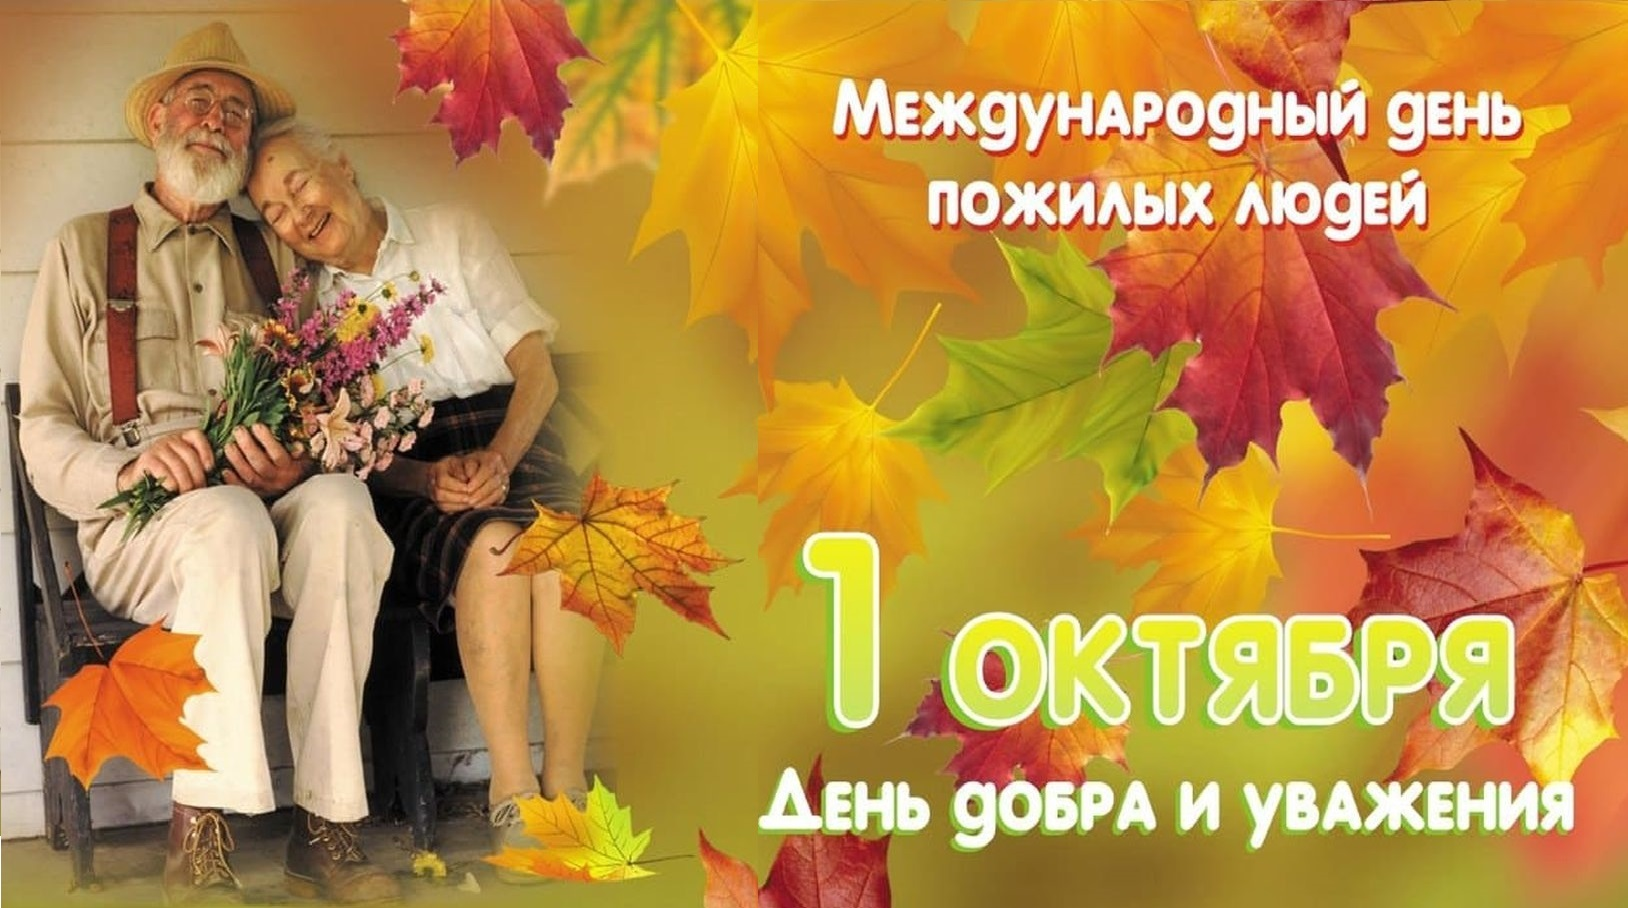 Международный день
пожилых людей
1 октября
День добра и уважения